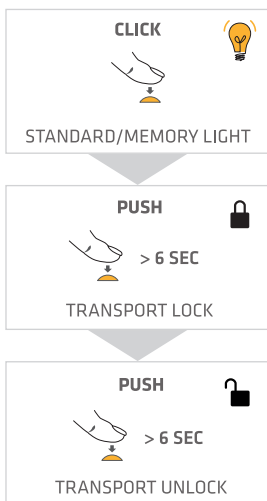 CLICK
STANDARD/MEMORY LIGHT
PUSH
> 6 SEC
TRANSPORT LOCK
PUSH
> 6 SEC
TRANSPORT UNLOCK